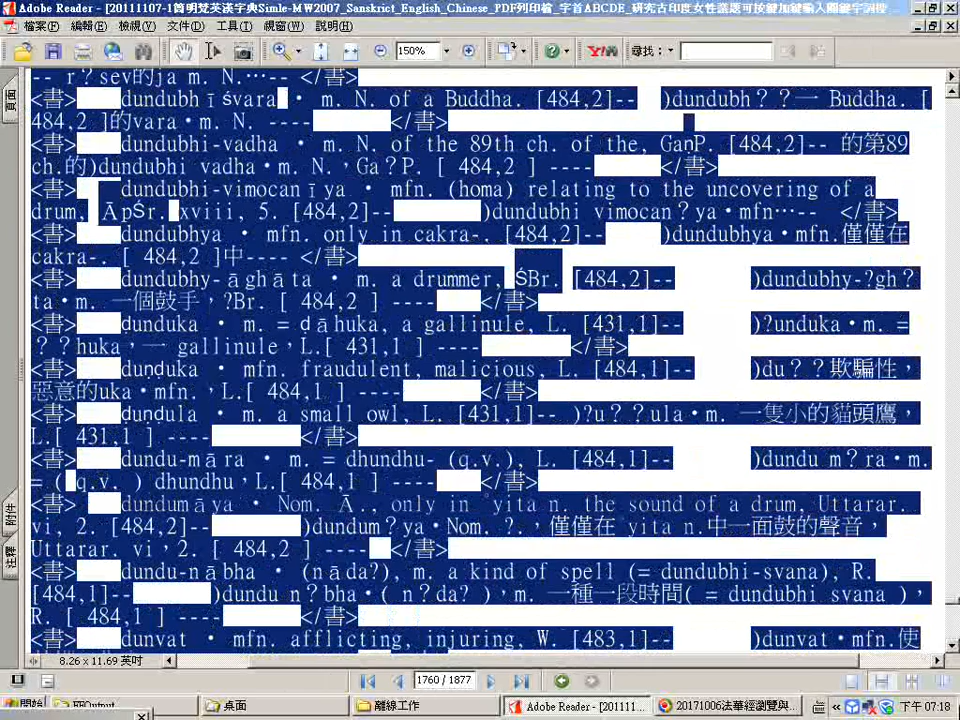 Adobe Reader - [20111107-1簡明梵英漢字典Simle-MW2007_Sanskrit_English_Chinese_PDF列印檔_字首ABCDE_研究古印度女性議題可按鍵加鍵輸入關鍵字詞搜
檔案(F) 編輯(E) 檢視(V) 文件(D) 工具(T) 視窗(W) 說明(H)
150% Y! 尋找:
頁面
附件
註釋
-- r?sev的ja m. N.…-- </書>
<書> dundubhīśvara • m. N. of a Buddha. [484,2]-- )dundubh??一 Buddha. [
484,2 ]的vara•m. N. ---- </書>
<書> dundubhi-vadha • m. N. of the 89th ch. of the, GaṇP. [484,2]-- 的第89
ch.的)dundubhi vadha•m. N.，Ga?P. [ 484,2 ] ---- </書>
<書> dundubhi-vimocanīya • mfn. (homa) relating to the uncovering of a
drum, ĀpŚr. xviii, 5. [484,2]-- )dundubhi vimocan?ya•mfn…-- </書>
<書> dundubhya • mfn. only in cakra-. [484,2]-- )dundubhya•mfn.僅僅在
cakra-. [ 484,2 ]中---- </書>
<書> dundubhy-āghāta • m. a drummer, ŚBr. [484,2]-- )dundubhy-?gh?
ta•m. 一個鼓手，?Br. [ 484,2 ] ---- </書>
<書> ḍunduka • m. = ḍāhuka, a gallinule, L. [431,1]-- )?unduka•m. =
??huka，一 gallinule，L.[ 431,1 ] ---- </書>
<書> duṇḍuka • mfn. fraudulent, malicious, L. [484,1]-- )du??欺騙性，
惡意的uka•mfn.，L.[ 484,1 ] ---- </書>
<書> ḍuṇḍula • m. a small owl, L. [431,1]-- )?u??ula•m. 一隻小的貓頭鷹，
L.[ 431,1 ] ---- </書>
<書> dundu-māra • m. = dhundhu- (q.v.), L. [484,1]-- )dundu m?ra•m.
= ( q.v. ) dhundhu，L.[ 484,1 ] ---- </書>
<書> dundumāya • Nom. Ā., only in °yita n. the sound of a drum, Uttarar.
vi, 2. [484,2]-- )dundum?ya•Nom. ?.，僅僅在 yita n.中一面鼓的聲音，
Uttarar. vi，2. [ 484,2 ] ---- </書>
<書> dundu-nābha • (nāda?), m. a kind of spell (= dundubhi-svana), R.
[484,1]-- )dundu n?bha•( n?da? )，m. 一種一段時間( = dundubhi svana )，
R. [ 484,1 ] ---- </書>
<書> dunvat • mfn. afflicting, injuring, W. [483,1]-- )dunvat•mfn.使
8.26 x 11.69 英吋
1760 / 1877
開始 EEOutput 桌面 離線工作 Adobe Reader - [201111... 20171006法華經瀏覽與... 下午 07:18